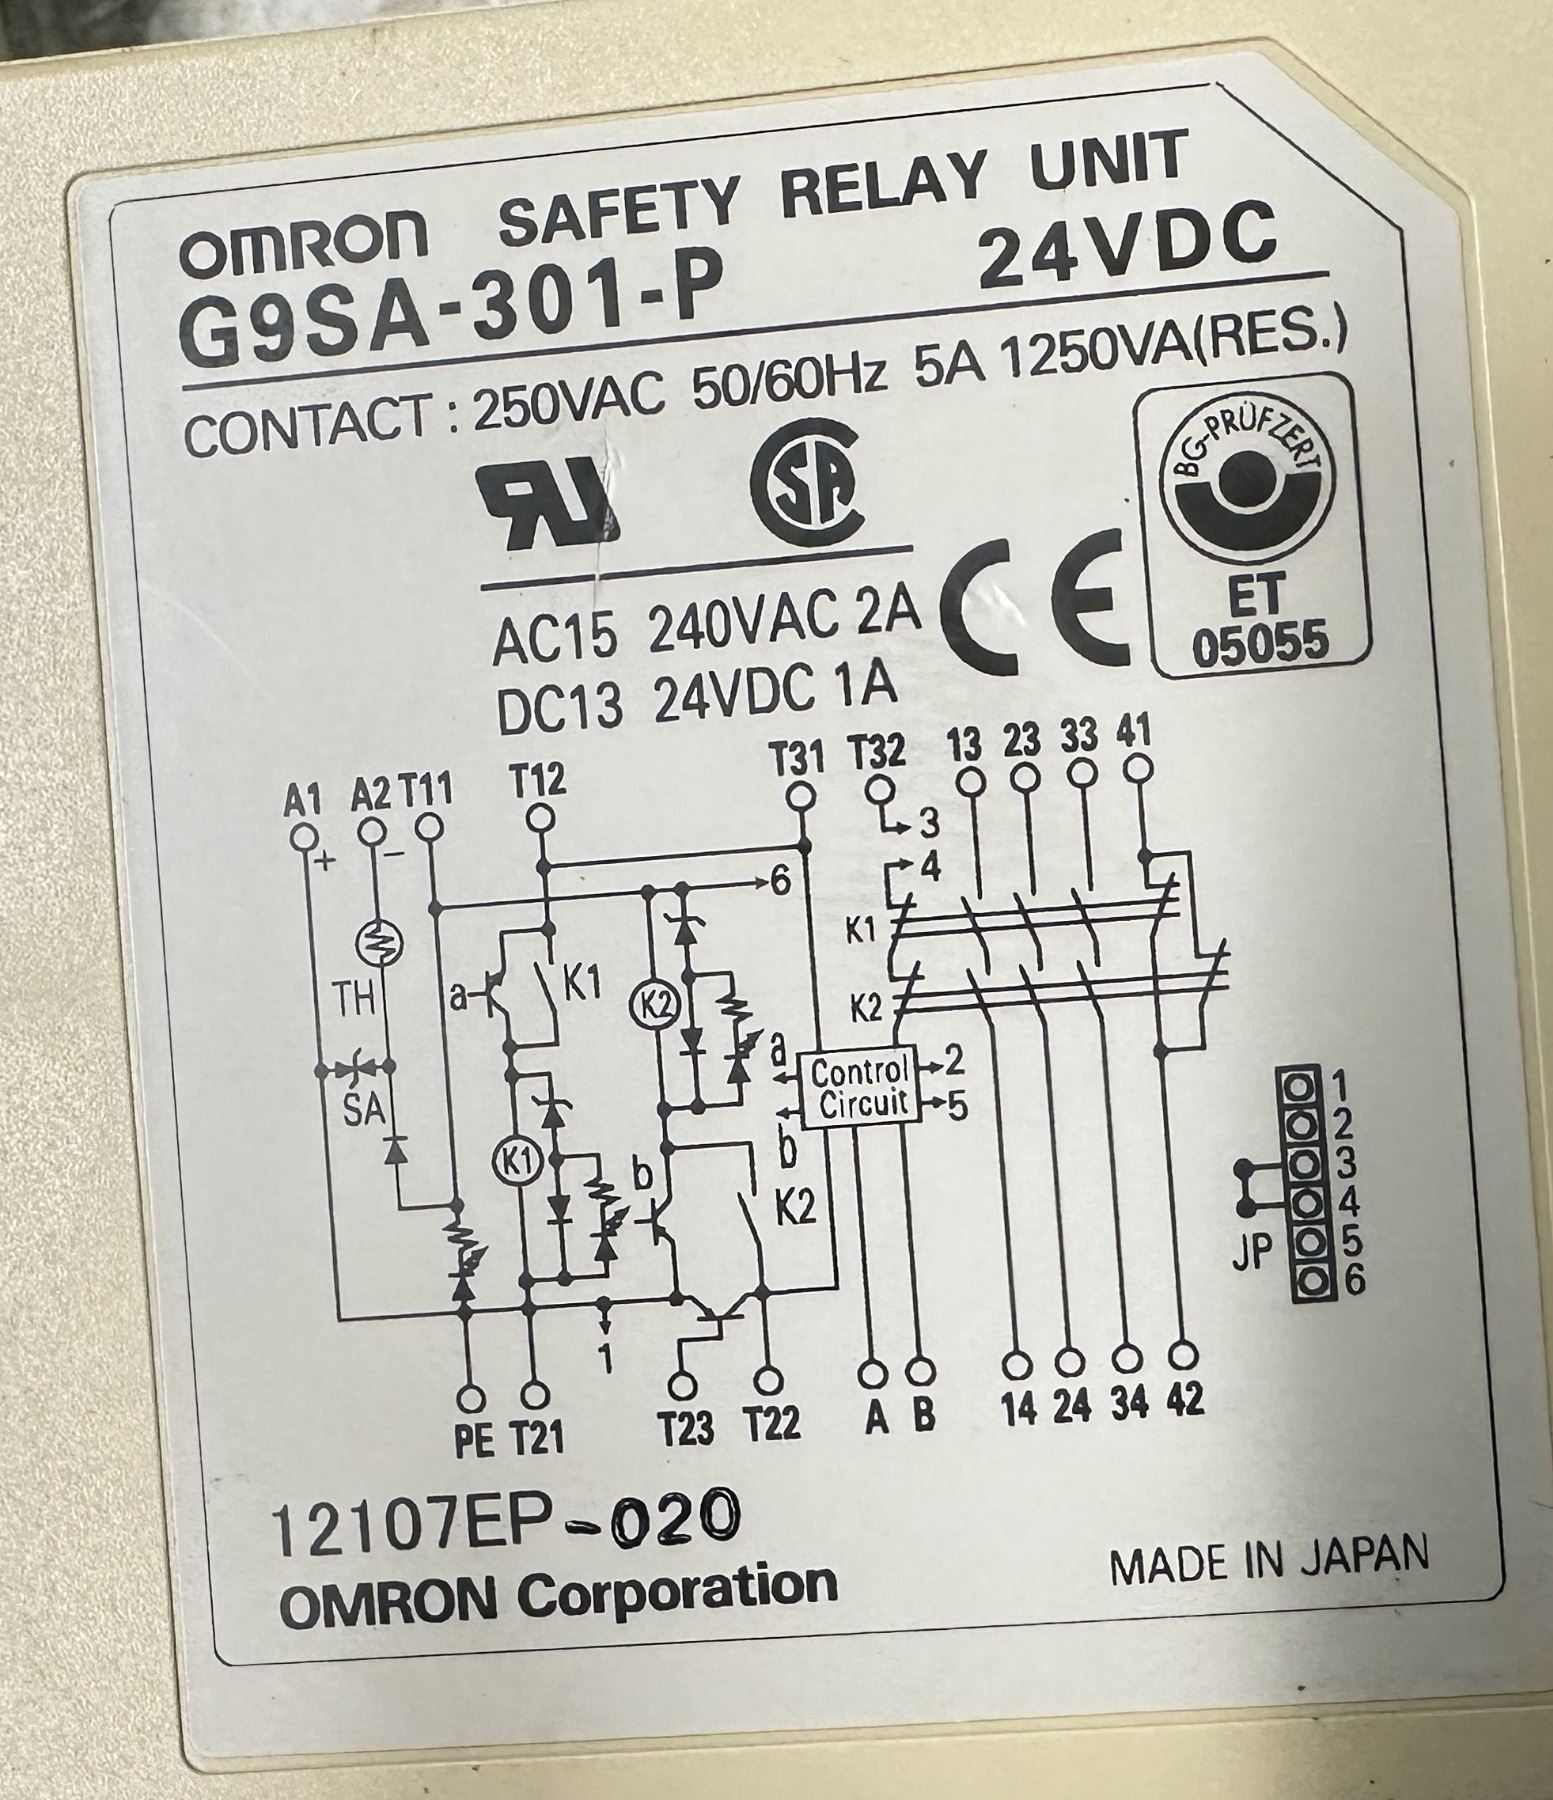 OMRON SAFETY RELAY UNIT
G9SA-301-P 24VDC
CONTACT : 250VAC 50/60Hz 5A 1250VA(RES.)
RU
CSA
CE
BG-PRÜFZERT
ET
05055
AC15 240VAC 2A
DC13 24VDC 1A
A1 A2 T11 T12 T31 T32 13 23 33 41
+ −
3
4
6
K1
a K1
TH
K2
K2
a Control 2
Circuit 5
SA
b
K1
b
K2
1
2
3
4
JP 5
6
1
PE T21 T23 T22 A B 14 24 34 42
12107EP-020
OMRON Corporation
MADE IN JAPAN